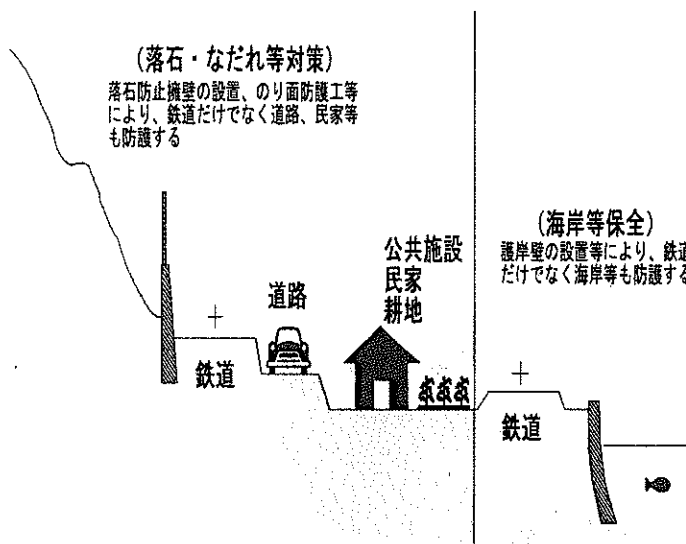 (落石・なだれ等対策)
落石防止擁壁の設置、のり面防護工等
により、鉄道だけでなく道路、民家等
も防護する
(海岸等保全)
護岸壁の設置等により、鉄道
だけでなく海岸等も防護する
公共施設
民家
耕地
道路
鉄道
鉄道